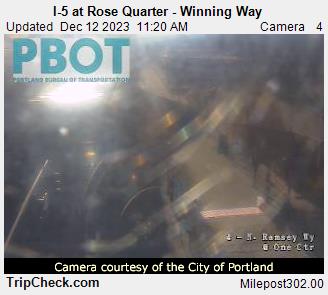 I-5 at Rose Quarter - Winning Way
Updated Dec 12 2023 11:20 AM Camera 4
PBOT
PORTLAND BUREAU OF TRANSPORTATION
4 - N. Ramsey Wy
@ One Ctr
Camera courtesy of the City of Portland
TripCheck.com Milepost302.00